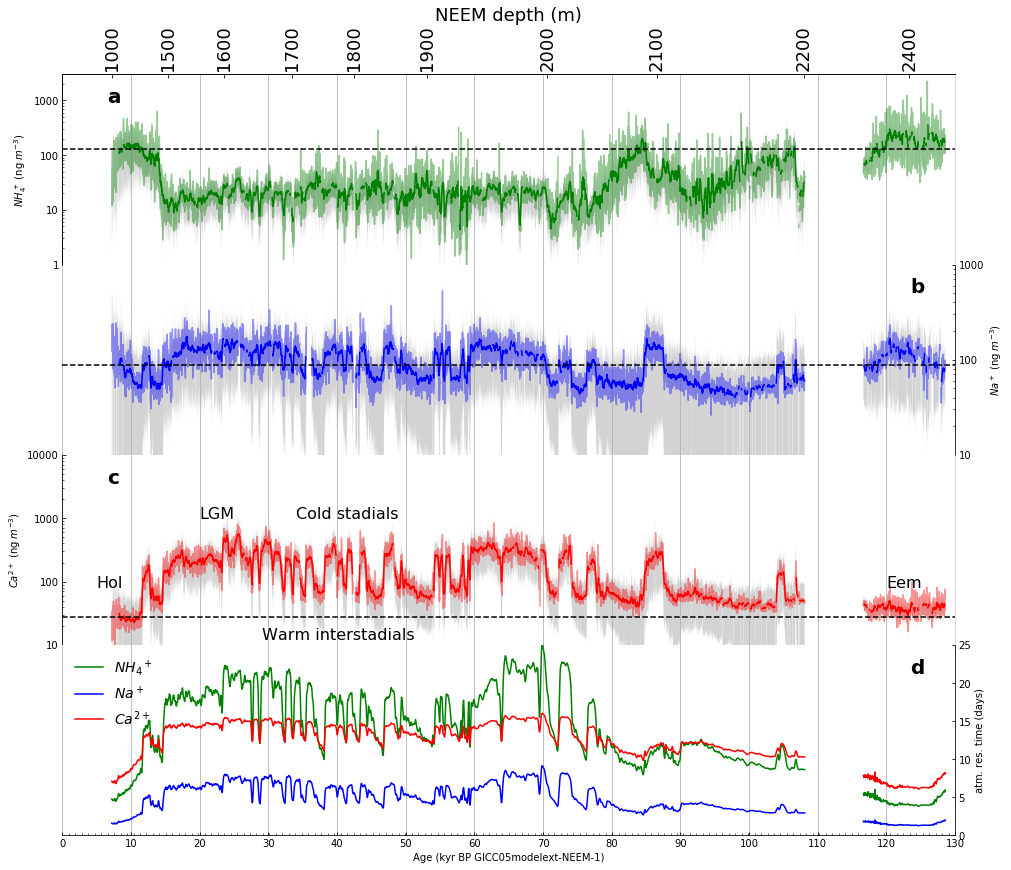 NEEM depth (m)
1000 1500 1600 1700 1800 1900 2000 2100 2200 2400
a
1000
100
10
1
NH₄⁺ (ng m⁻³)
b
1000
100
10
Na⁺ (ng m⁻³)
10000
c
1000
LGM Cold stadials
Ca²⁺ (ng m⁻³)
100
Hol Eem
Warm interstadials
10
25
NH₄⁺
d
20
Na⁺
Ca²⁺
15
10
5
0
atm. res. time (days)
0 10 20 30 40 50 60 70 80 90 100 110 120 130
Age (kyr BP GICC05modelext-NEEM-1)